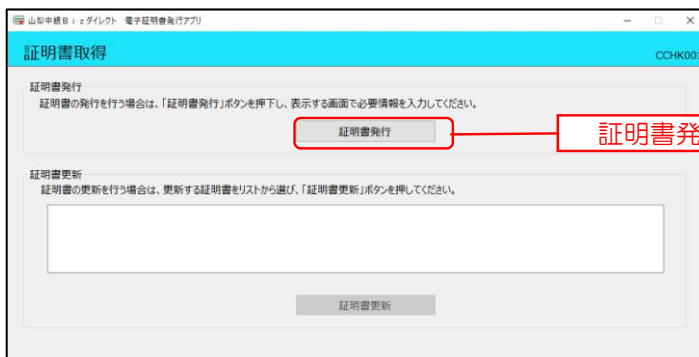 山梨中銀Bizダイレクト 電子証明書発行アプリ
証明書取得
CCHK001
証明書発行
証明書の発行を行う場合は、「証明書発行」ボタンを押下し、表示する画面で必要情報を入力してください。
証明書発行
証明書発
証明書更新
証明書の更新を行う場合は、更新する証明書をリストから選び、「証明書更新」ボタンを押してください。
証明書更新